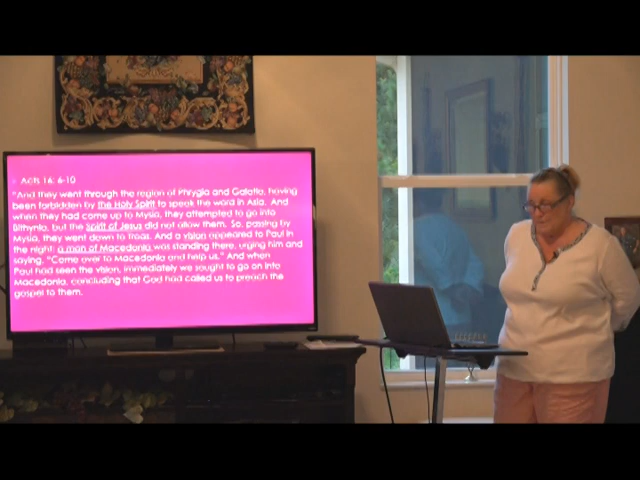 Acts 16: 6-10
"And they went through the region of Phrygia and Galatia, having
been forbidden by the Holy Spirit to speak the word in Asia. And
when they had come up to Mysia, they attempted to go into
Bithynia, but the spirit of Jesus did not allow them. So, passing by
Mysia, they went down to Troas. And a vision appeared to Paul in
the night: a man of Macedonia was standing there, urging him and
saying, "Come over to Macedonia and help us." And when
Paul had seen the vision, immediately we sought to go on into
Macedonia, concluding that God had called us to preach the
gospel to them.